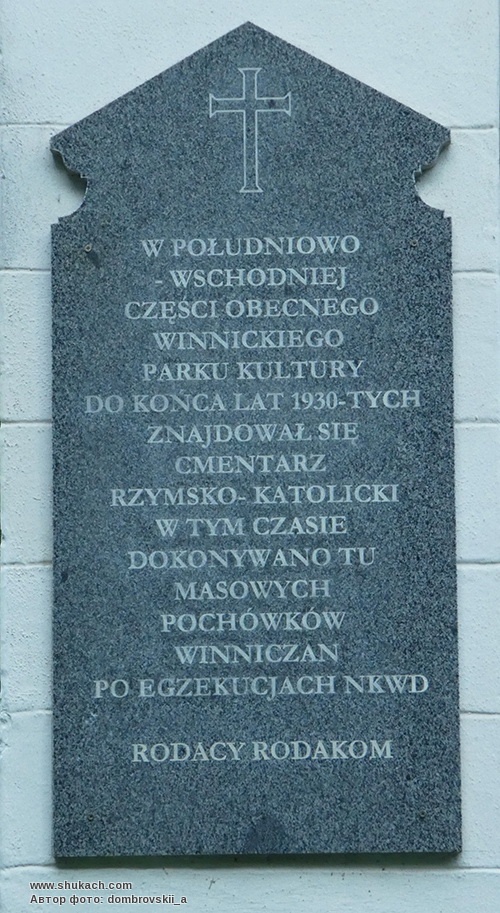 W POŁUDNIOWO
- WSCHODNIEJ
CZĘŚCI OBECNEGO
WINNICKIEGO
PARKU KULTURY
DO KOŃCA LAT 1930-TYCH
ZNAJDOWAŁ SIĘ
CMENTARZ
RZYMSKO- KATOLICKI
W TYM CZASIE
DOKONYWANO TU
MASOWYCH
POCHÓWKÓW
WINNICZAN
PO EGZEKUCJACH NKWD
RODACY RODAKOM
www.shukach.com
Автор фото: dombrovskii_a